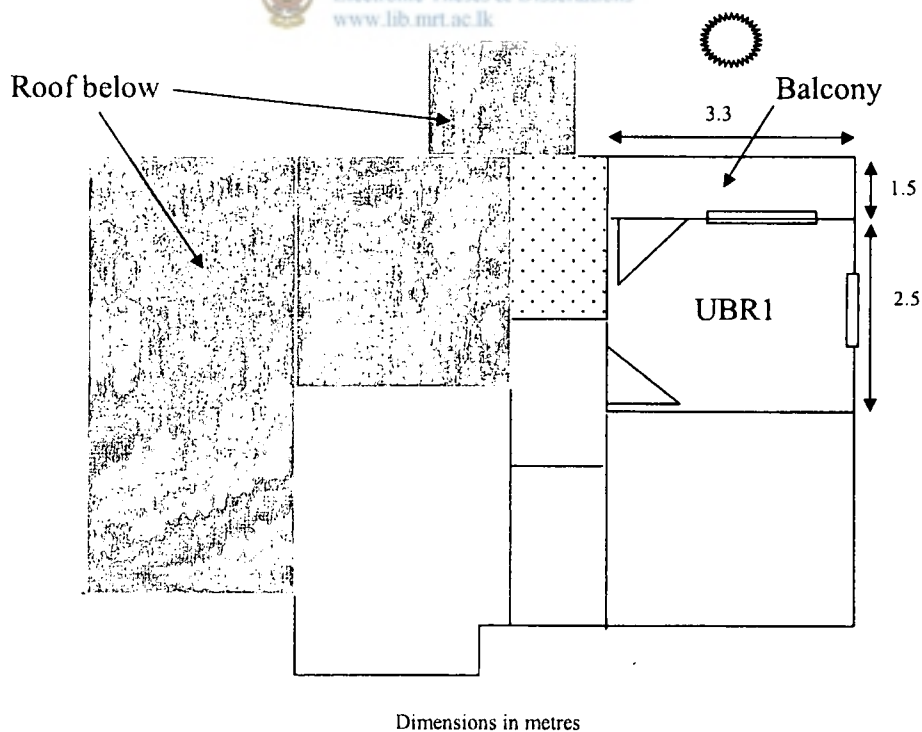 www.lib.mrt.ac.lk
Roof below
Balcony
3.3
1.5
UBR1
2.5
Dimensions in metres